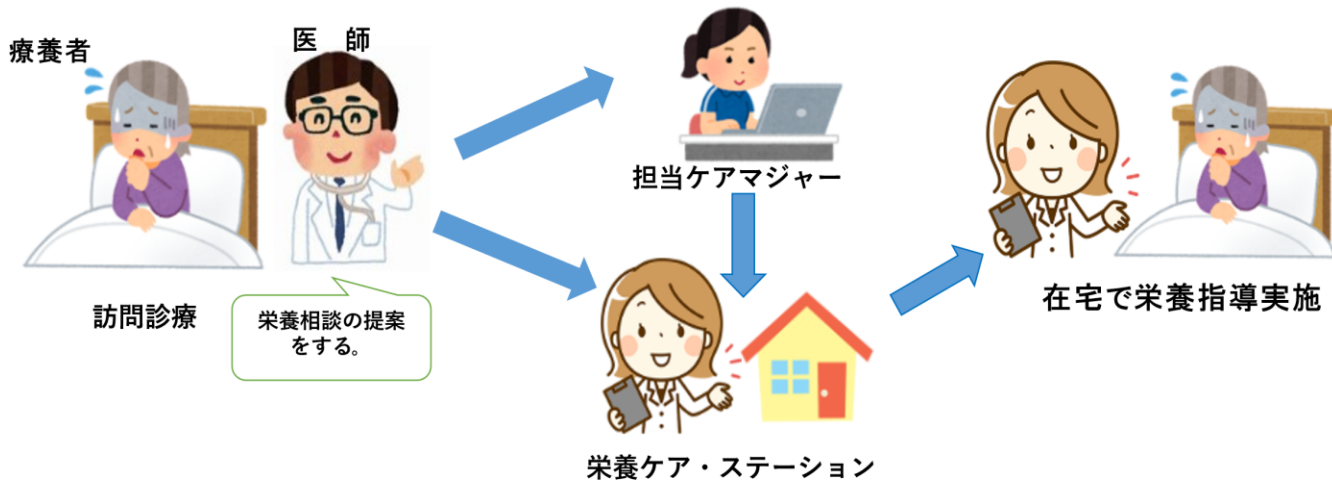 療養者
医　師
訪問診療
栄養相談の提案
をする。
担当ケアマジャー
栄養ケア・ステーション
在宅で栄養指導実施